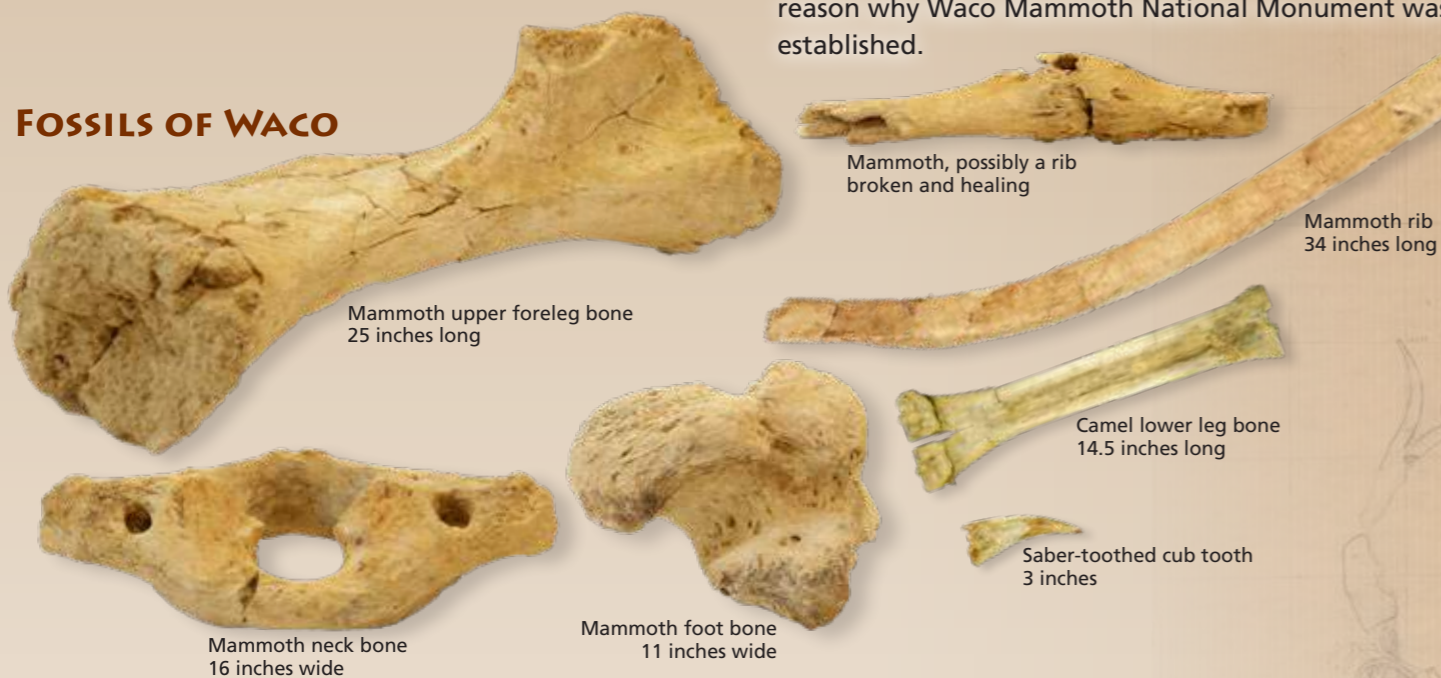 reason why Waco Mammoth National Monument was
established.
FOSSILS OF WACO
Mammoth, possibly a rib
broken and healing
Mammoth rib
34 inches long
Mammoth upper foreleg bone
25 inches long
Camel lower leg bone
14.5 inches long
Saber-toothed cub tooth
3 inches
Mammoth foot bone
11 inches wide
Mammoth neck bone
16 inches wide